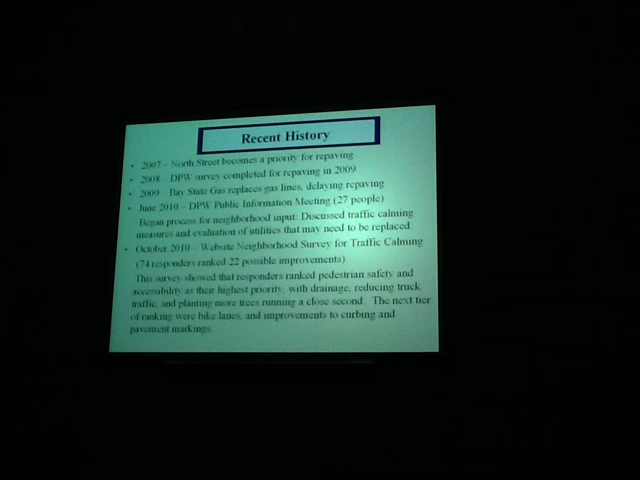 Recent History
• 2007 – North Street becomes a priority for repaving
• 2008 – DPW survey completed for repaving in 2009
• 2009 – Bay State Gas replaces gas lines, delaying repaving
• June 2010 – DPW Public Information Meeting (27 people)
Began process for neighborhood input: Discussed traffic calming
measures and evaluation of utilities that may need to be replaced.
• October 2010 – Website Neighborhood Survey for Traffic Calming
(74 responders ranked 22 possible improvements)
This survey showed that responders ranked pedestrian safety and
accessibility as their highest priority, with drainage, reducing truck
traffic, and planting more trees running a close second. The next tier
of ranking were bike lanes, and improvements to curbing and
pavement markings.